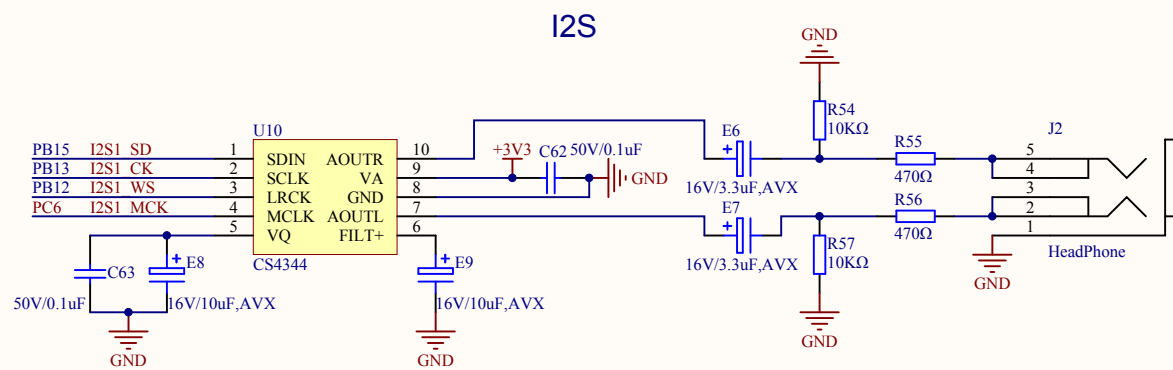 I2S
GND
R54
10KΩ
U10
E6
R55
J2
PB15 I2S1_SD 1 SDIN AOUTR 10
+3V3 C62 50V/0.1uF
PB13 I2S1_CK 2 SCLK VA 9
PB12 I2S1_WS 3 LRCK GND 8
GND
PC6 I2S1_MCK 4 MCLK AOUTL 7
5 VQ FILT+ 6
CS4344
+
16V/3.3uF,AVX
470Ω
5
4
E7
+
16V/3.3uF,AVX
R56
470Ω
3
2
1
HeadPhone
R57
10KΩ
GND
GND
C63
50V/0.1uF
+
E8
16V/10uF,AVX
GND
+
E9
16V/10uF,AVX
GND